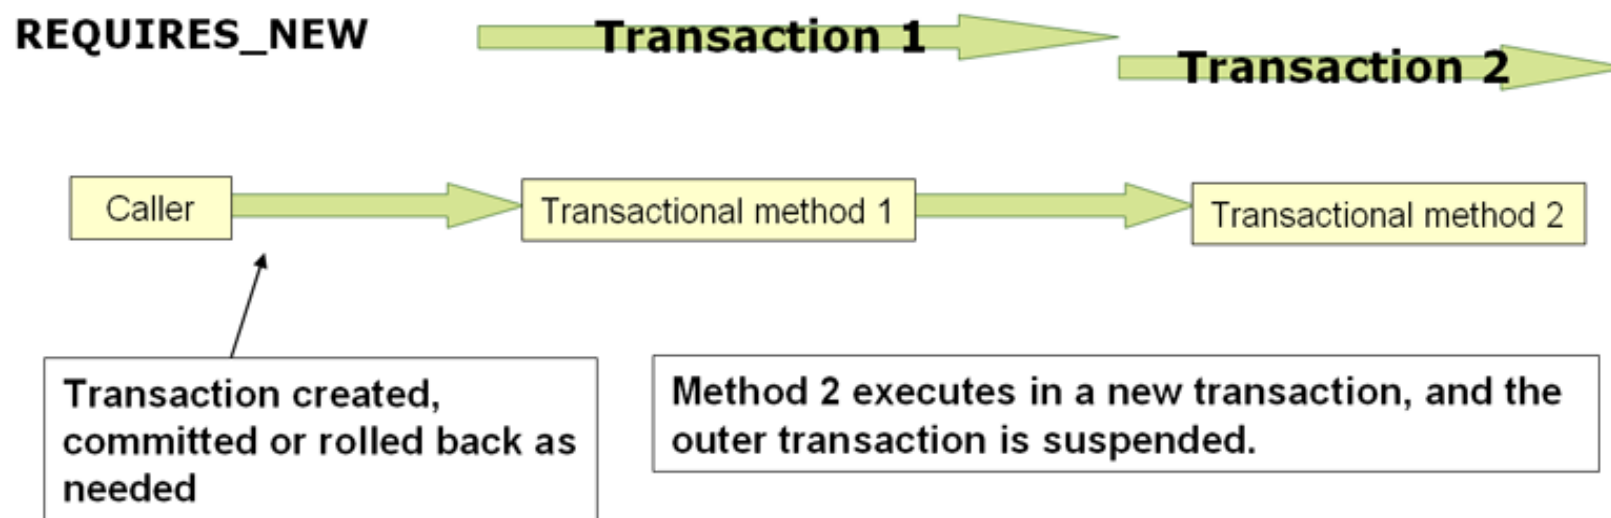 REQUIRES_NEW
Transaction 1
Transaction 2
Caller
Transactional method 1
Transactional method 2
Transaction created,
committed or rolled back as
needed
Method 2 executes in a new transaction, and the
outer transaction is suspended.